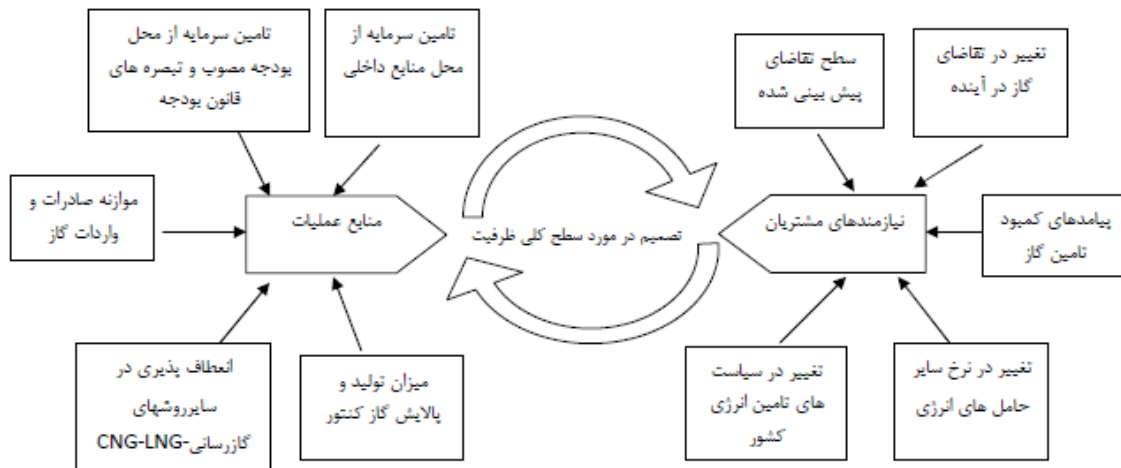 تغییر در تقاضای
گاز در آینده
سطح تقاضای
پیش بینی شده
تامین سرمایه از
محل منابع داخلی
تامین سرمایه از محل
بودجه مصوب و تبصره های
قانون بودجه
پیامدهای کمبود
تامین گاز
نیازمندهای مشتریان
تصمیم در مورد سطح کلی ظرفیت
منابع عملیات
موازنه صادرات و
واردات گاز
تغییر در نرخ سایر
حامل های انرژی
تغییر در سیاست
های تامین انرژی
کشور
میزان تولید و
پالایش گاز کنتور
انعطاف پذیری در
سایرروشهای
گازرسانی-CNG-LNG